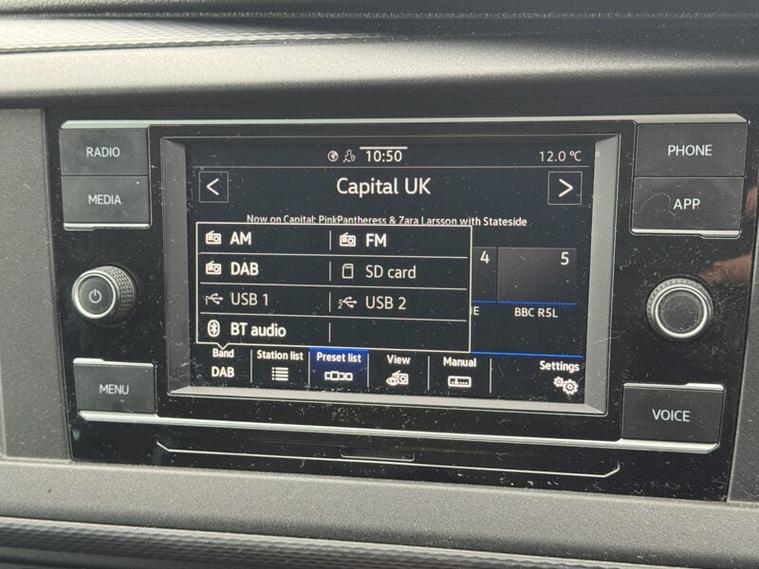 RADIO
MEDIA
MENU
PHONE
APP
VOICE
10:50
12.0 °C
< Capital UK >
Now on Capital: PinkPantheress & Zara Larsson with Stateside
AM FM
DAB SD card
USB 1 USB 2
BT audio
4 5
BBC R5L
Band Station list Preset list View Manual Settings
DAB